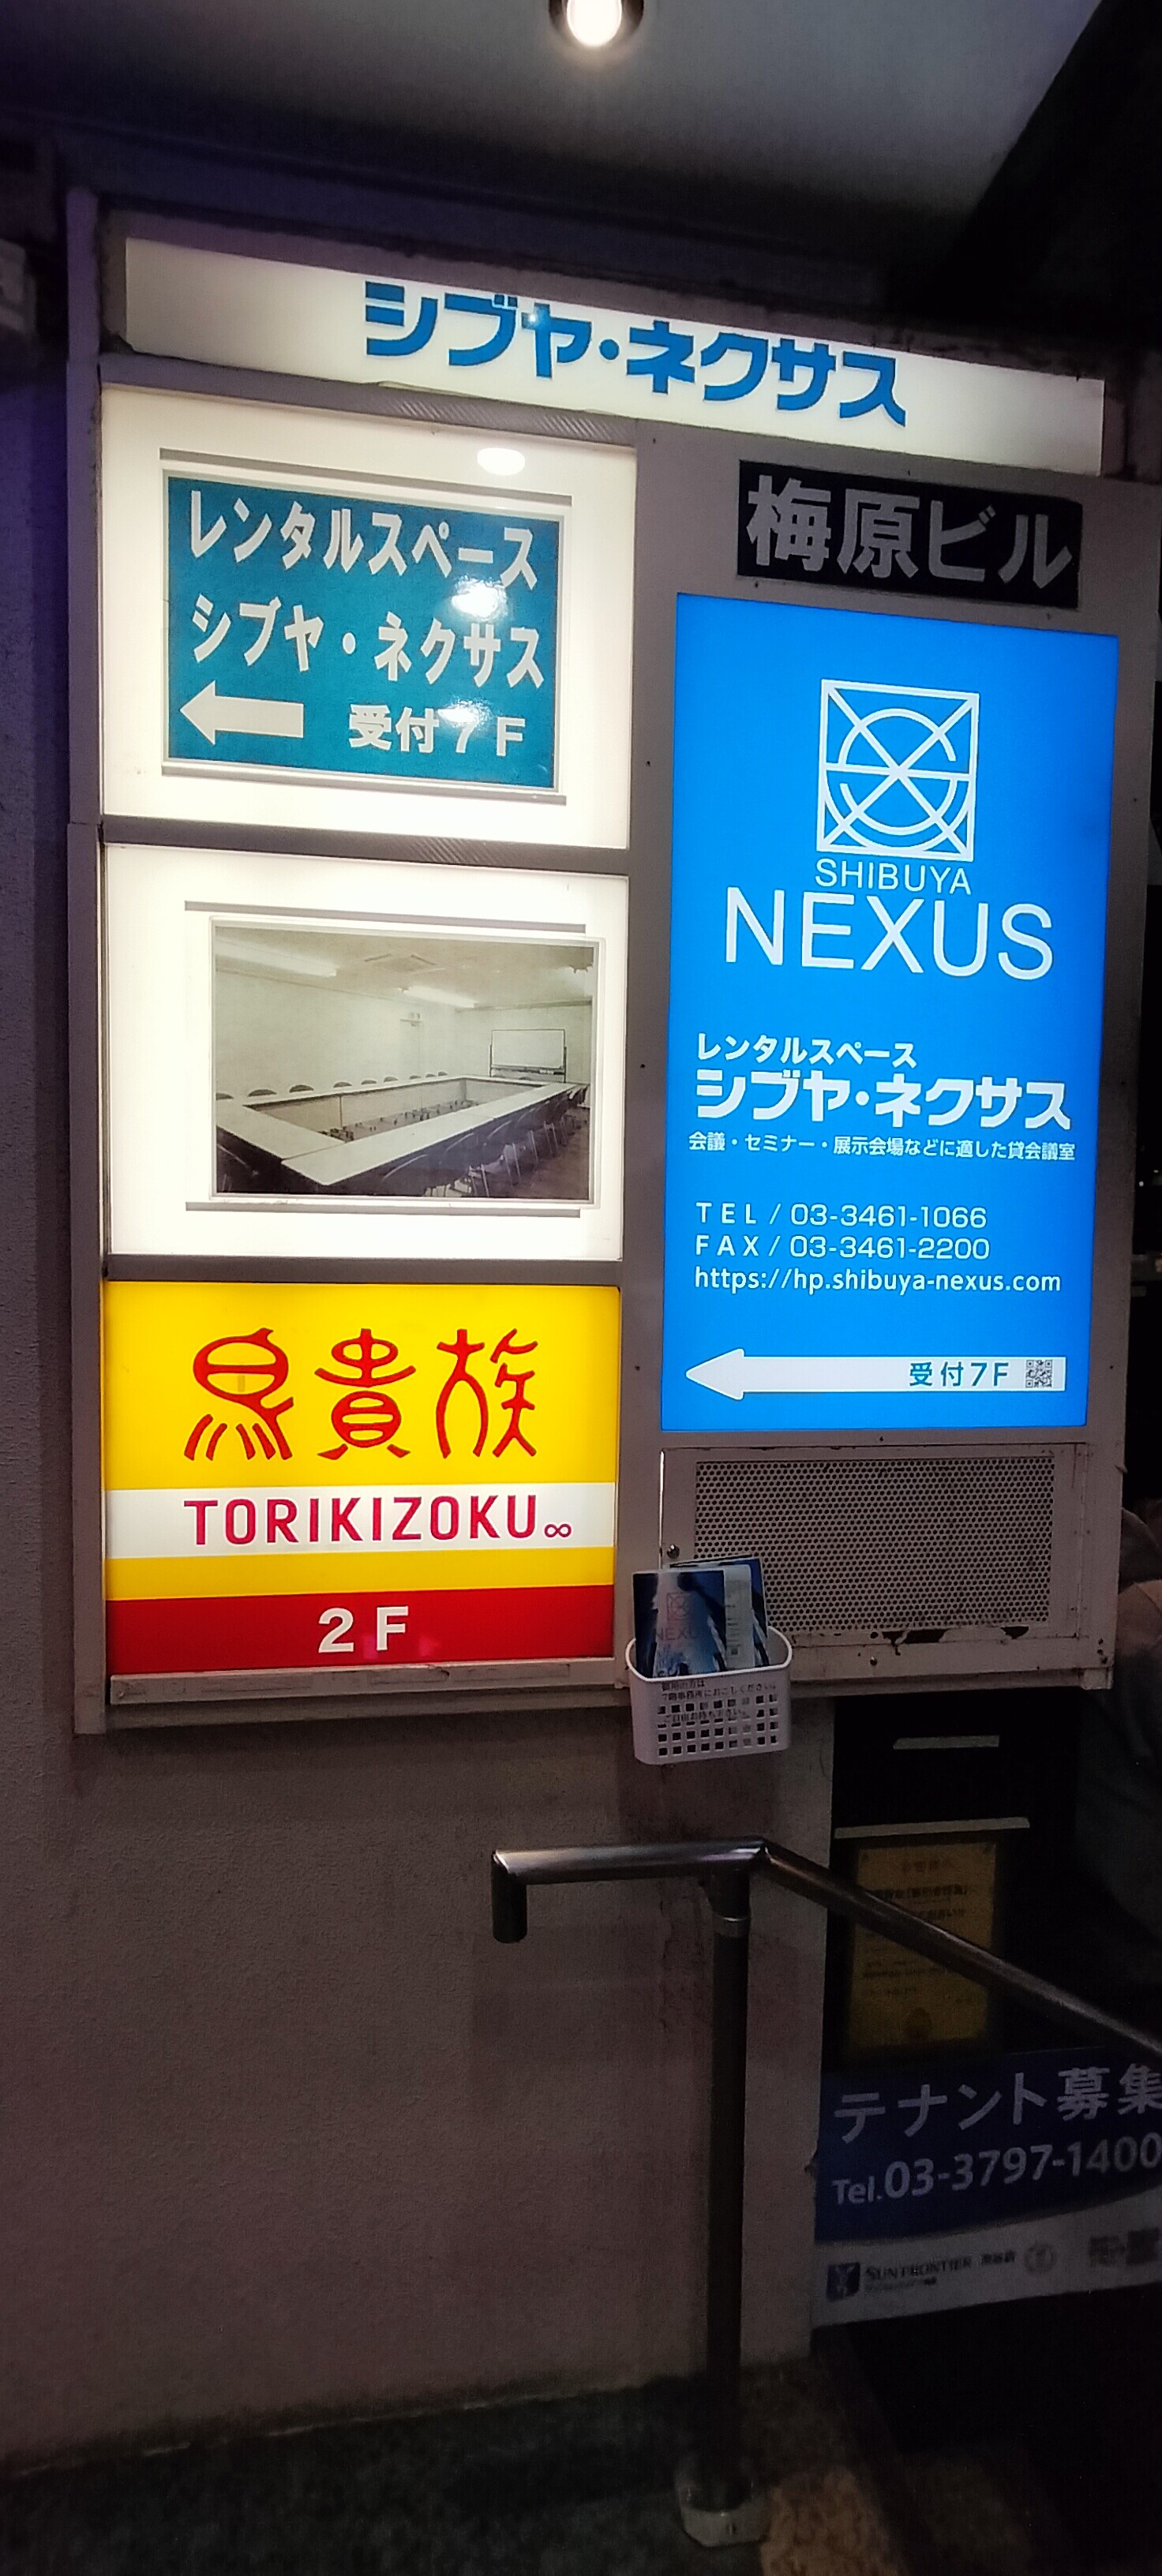 シブヤ・ネクサス
レンタルスペース
シブヤ・ネクサス
受付7F
梅原ビル
SHIBUYA
NEXUS
レンタルスペース
シブヤ・ネクサス
会議・セミナー・展示会場などに適した貸会議室
TEL / 03-3461-1066
FAX / 03-3461-2200
https://hp.shibuya-nexus.com
受付7F
鳥貴族
TORIKIZOKU∞
2F
テナント募集
Tel.03-3797-1400
SUNFRONTIER